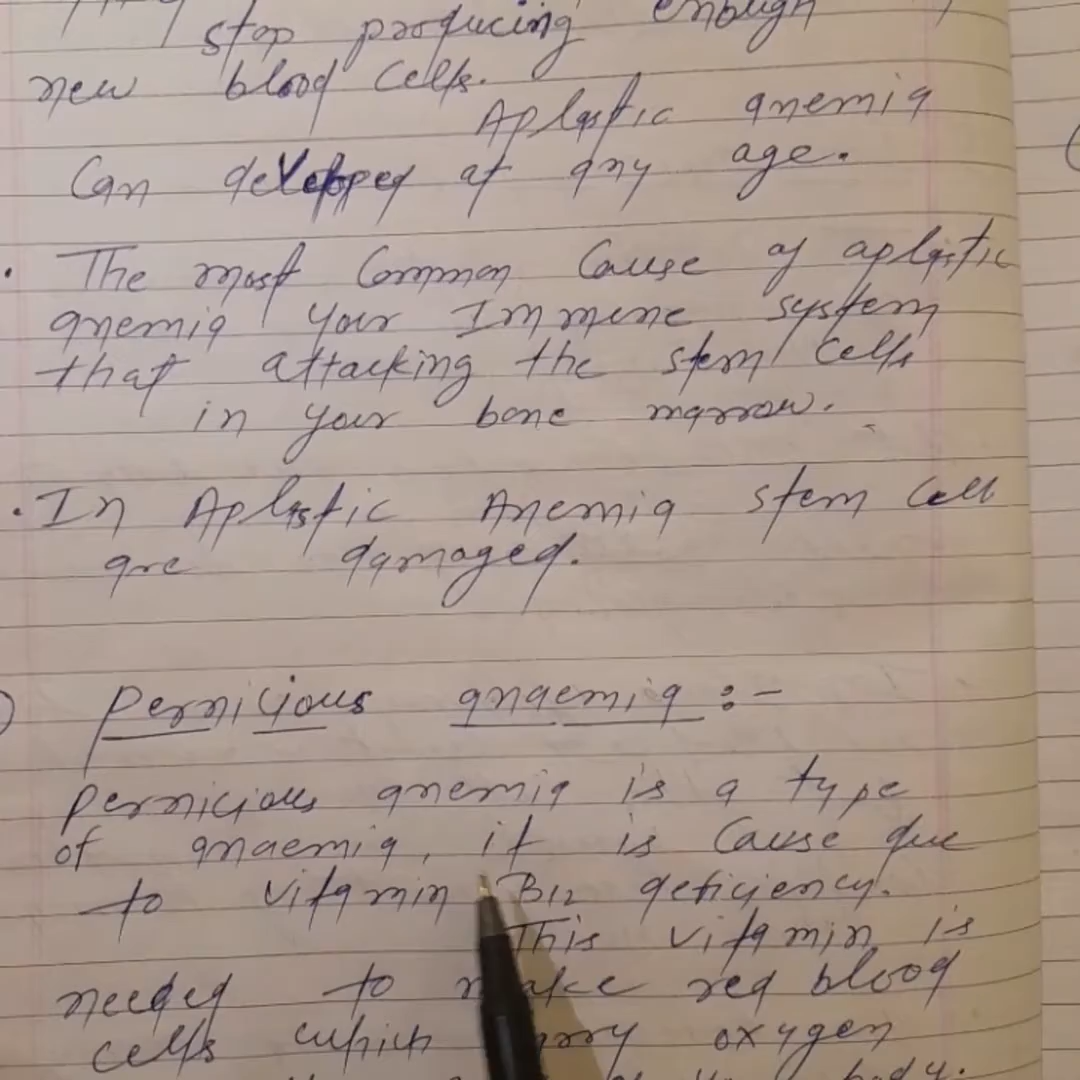 stop producing enough
new blood cells.
Aplastic anemia
Can developed at any age.
• The most Common Cause of aplastic
anemia your Immune system
that attacking the stem cells
in your bone marrow.
• In Aplastic Anemia stem Cell
are damaged.
Pernicious anaemia :-
Pernicious anemia is a type
of anaemia, it is Cause due
to vitamin B12 deficiency.
This vitamin is
needed to make red blood
cells which oxygen
body.